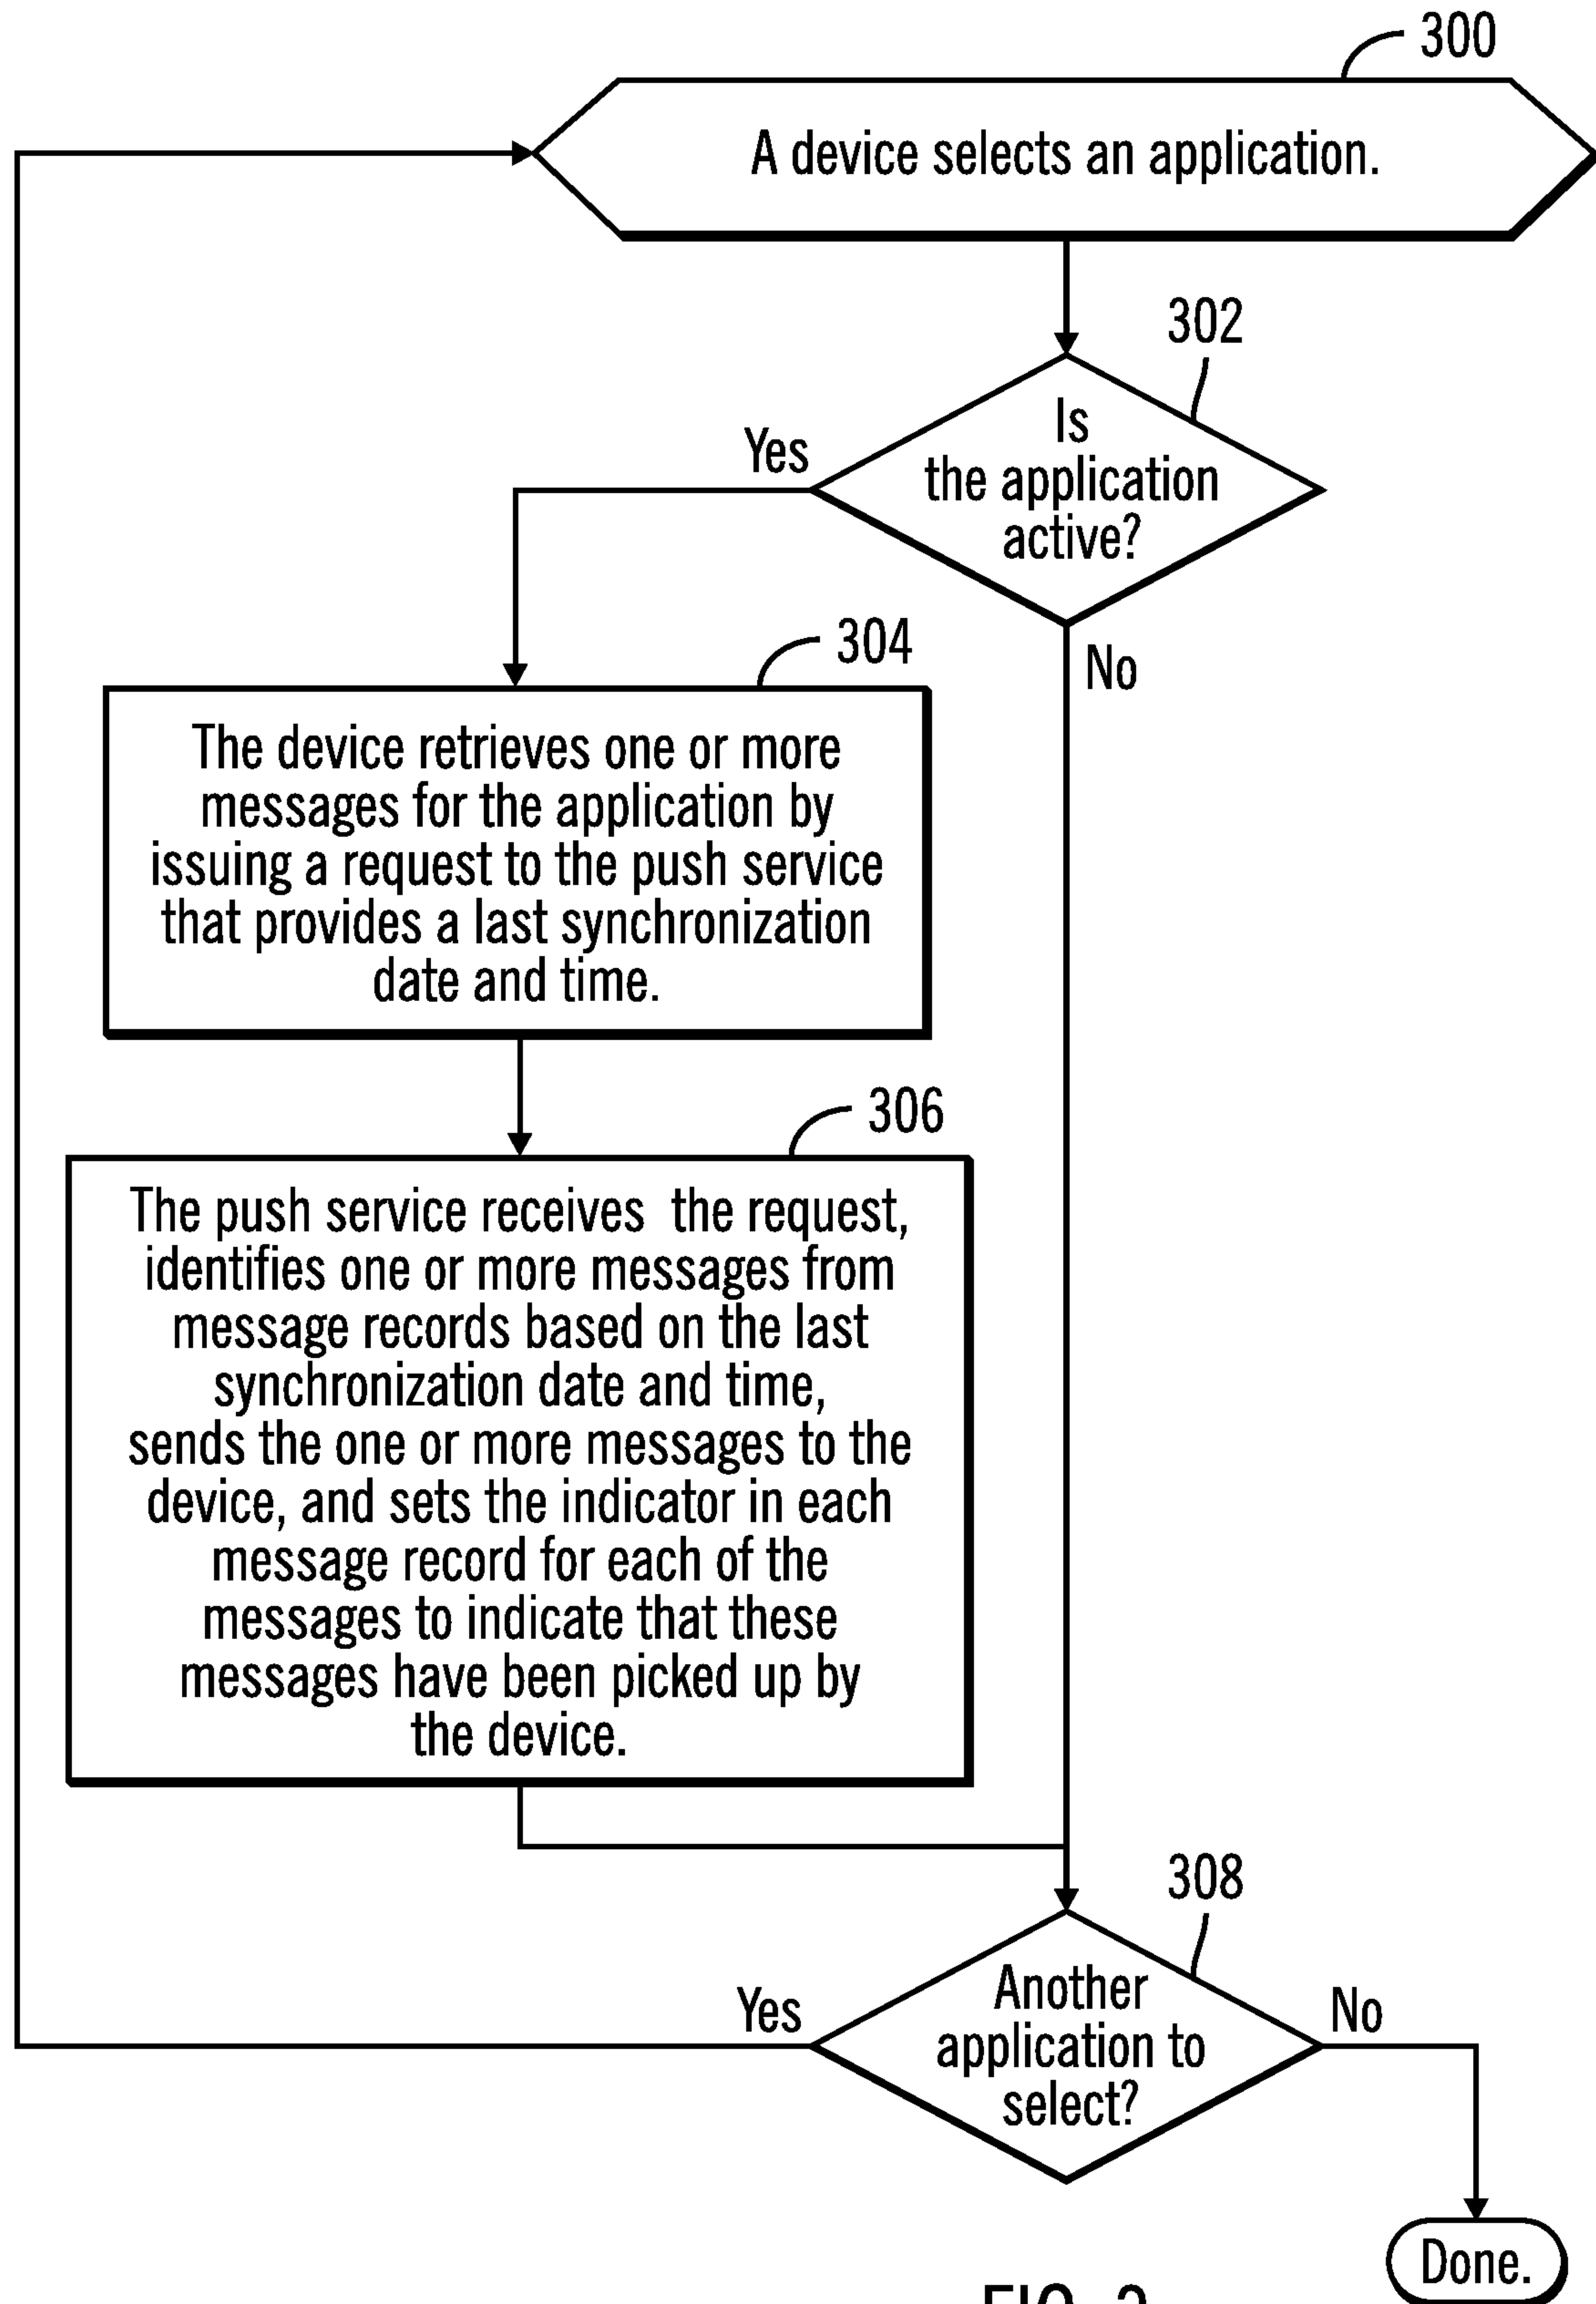 300
A device selects an application.
302
Is
the application
active?
Yes
No
304
The device retrieves one or more
messages for the application by
issuing a request to the push service
that provides a last synchronization
date and time.
306
The push service receives the request,
identifies one or more messages from
message records based on the last
synchronization date and time,
sends the one or more messages to the
device, and sets the indicator in each
message record for each of the
messages to indicate that these
messages have been picked up by
the device.
308
Another
application to
select?
Yes
No
Done.
FIG.